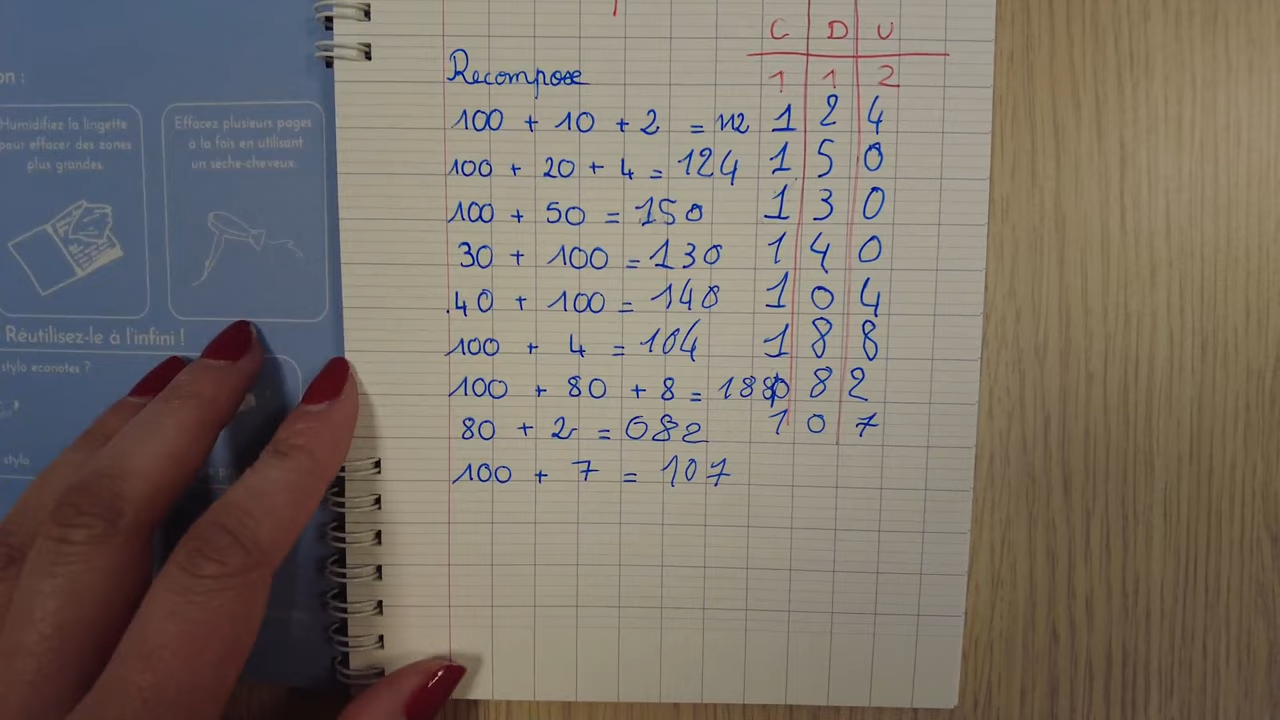 on :
Humidifiez la lingette
pour effacer des zones
plus grandes.
Effacez plusieurs pages
à la fois en utilisant
un sèche-cheveux.
Réutilisez-le à l'infini !
stylo econotes ?
stylo
C D U
Recompose 1 1 2
100 + 10 + 2 = 112 1 2 4
100 + 20 + 4 = 124 1 5 0
100 + 50 = 150 1 3 0
30 + 100 = 130 1 4 0
40 + 100 = 140 1 0 4
100 + 4 = 104 1 8 8
100 + 80 + 8 = 188 0 8 2
80 + 2 = 082 1 0 7
100 + 7 = 107